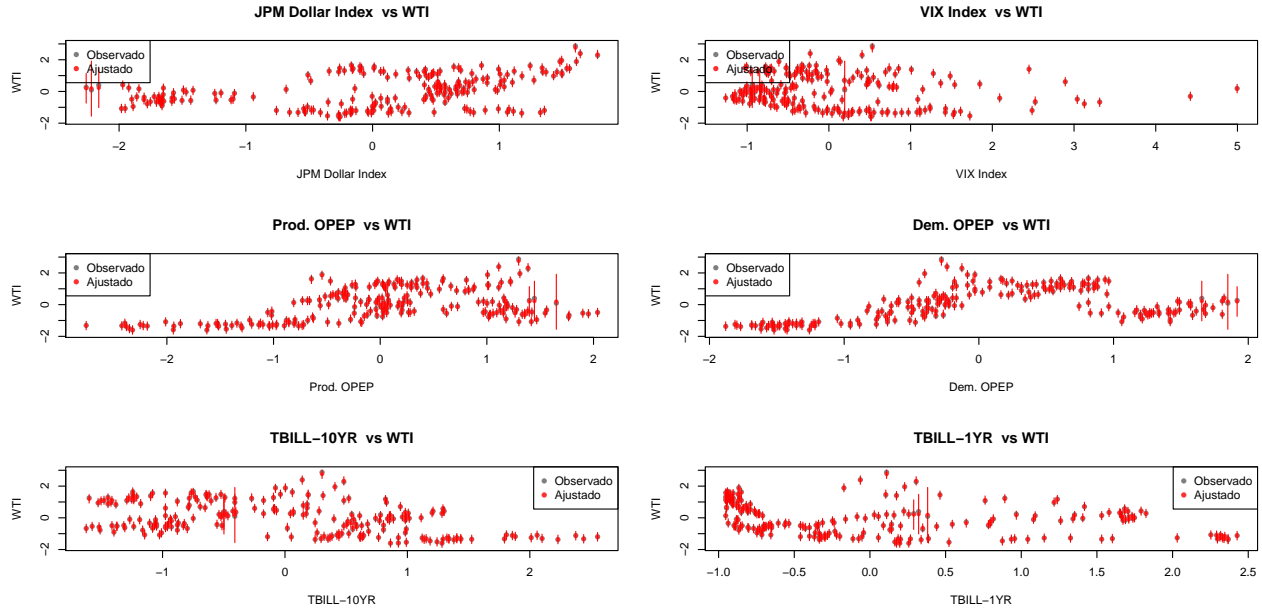 JPM Dollar Index vs WTI
Observado
Ajustado
WTI
2
0
−2
−2 −1 0 1
JPM Dollar Index
VIX Index vs WTI
Observado
Ajustado
WTI
2
0
−2
−1 0 1 2 3 4 5
VIX Index
Prod. OPEP vs WTI
Observado
Ajustado
WTI
2
0
−2
−2 −1 0 1 2
Prod. OPEP
Dem. OPEP vs WTI
Observado
Ajustado
WTI
2
0
−2
−2 −1 0 1 2
Dem. OPEP
TBILL−10YR vs WTI
Observado
Ajustado
WTI
2
0
−2
−1 0 1 2
TBILL−10YR
TBILL−1YR vs WTI
Observado
Ajustado
WTI
2
0
−2
−1.0 −0.5 0.0 0.5 1.0 1.5 2.0 2.5
TBILL−1YR